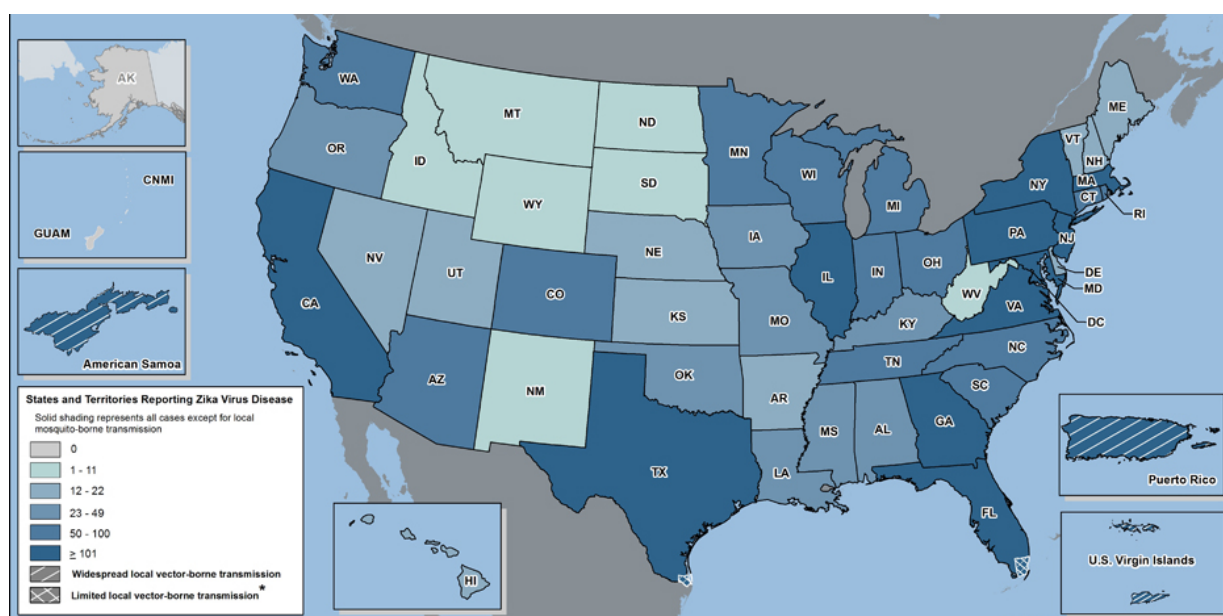 AK
CNMI
GUAM
American Samoa
States and Territories Reporting Zika Virus Disease
Solid shading represents all cases except for local
mosquito-borne transmission
0
1 - 11
12 - 22
23 - 49
50 - 100
≥ 101
Widespread local vector-borne transmission
Limited local vector-borne transmission*
WA
OR
ID
MT
WY
ND
SD
MN
WI
MI
CA
NV
UT
CO
NE
KS
IA
MO
IL
IN
OH
KY
WV
VA
PA
NY
VT
NH
ME
MA
CT
RI
NJ
DE
MD
DC
AZ
NM
TX
OK
AR
LA
MS
AL
TN
NC
SC
GA
FL
HI
Puerto Rico
U.S. Virgin Islands